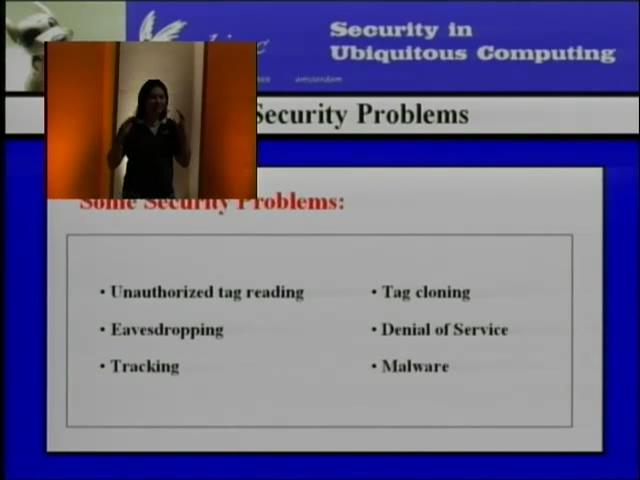 Security in
Ubiquitous Computing
amsterdam
Security Problems
Some Security Problems:
• Unauthorized tag reading
• Eavesdropping
• Tracking
• Tag cloning
• Denial of Service
• Malware